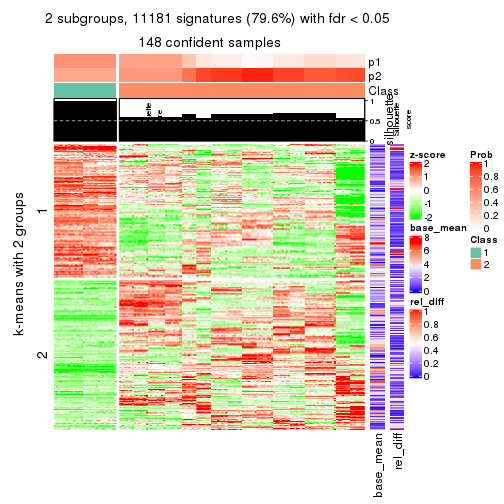 2 subgroups, 11181 signatures (79.6%) with fdr < 0.05
148 confident samples
p1
p2
Class
1
0.5
0
silhouette
Silhouette
score
k-means with 2 groups
1
2
z-score
2
1
0
-1
-2
base_mean
8
6
4
2
0
rel_diff
1
0.8
0.6
0.4
0.2
0
Prob
1
0.8
0.6
0.4
0.2
0
Class
1
2
base_mean
rel_diff